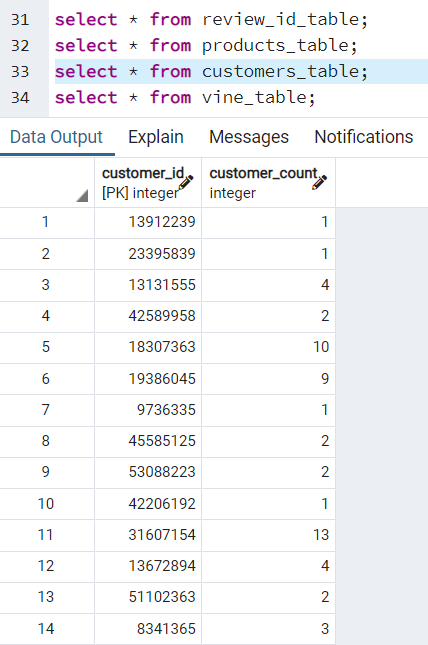 31 select * from review_id_table;
32 select * from products_table;
33 select * from customers_table;
34 select * from vine_table;
Data Output Explain Messages Notifications
customer_id customer_count
[PK] integer integer
1 13912239 1
2 23395839 1
3 13131555 4
4 42589958 2
5 18307363 10
6 19386045 9
7 9736335 1
8 45585125 2
9 53088223 2
10 42206192 1
11 31607154 13
12 13672894 4
13 51102363 2
14 8341365 3